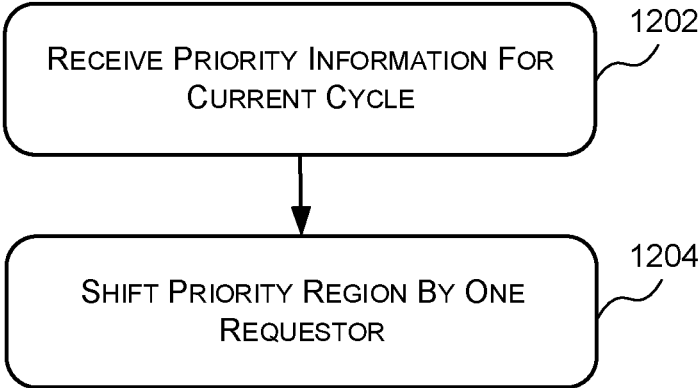 1202
RECEIVE PRIORITY INFORMATION FOR
CURRENT CYCLE
1204
SHIFT PRIORITY REGION BY ONE
REQUESTOR